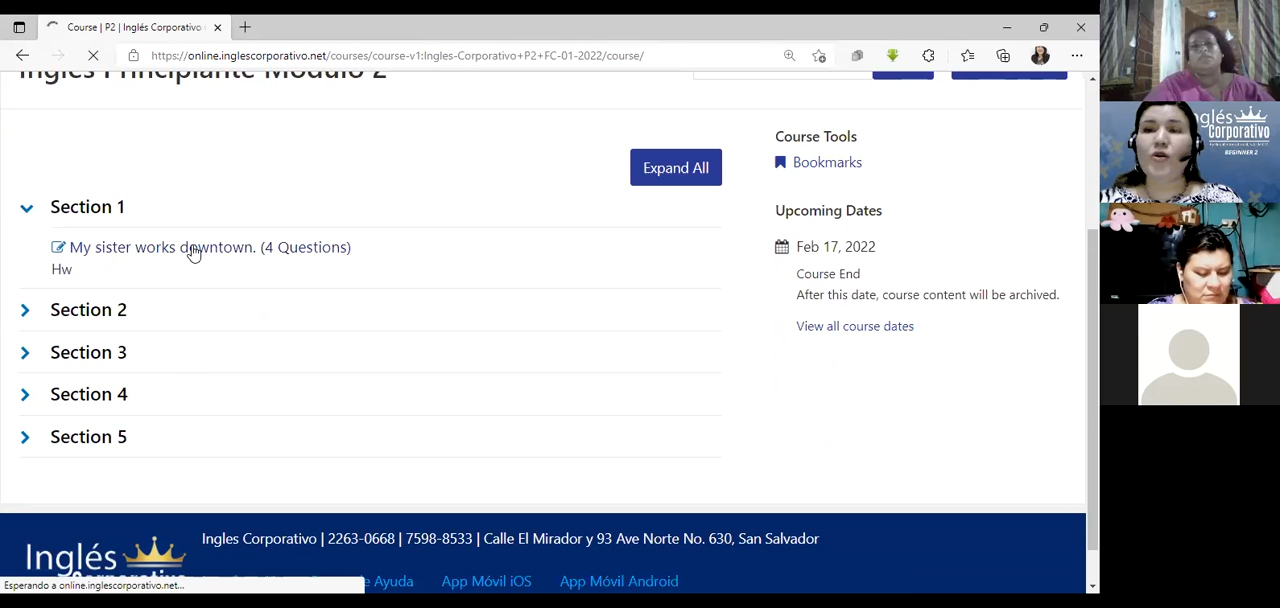 Course | P2 | Inglés Corporativo
https://online.inglescorporativo.net/courses/course-v1:Ingles-Corporativo+P2+FC-01-2022/course/
Inglés Principiante Módulo 2
Course Tools
Bookmarks
Expand All
Upcoming Dates
Section 1
My sister works downtown. (4 Questions)
Hw
Feb 17, 2022
Course End
After this date, course content will be archived.
View all course dates
Section 2
Section 3
Section 4
Section 5
Ingles Corporativo | 2263-0668 | 7598-8533 | Calle El Mirador y 93 Ave Norte No. 630, San Salvador
Inglés
Ayuda
App Móvil iOS
App Móvil Android
Esperando a online.inglescorporativo.net...
Corporativo
BEGINNER 2